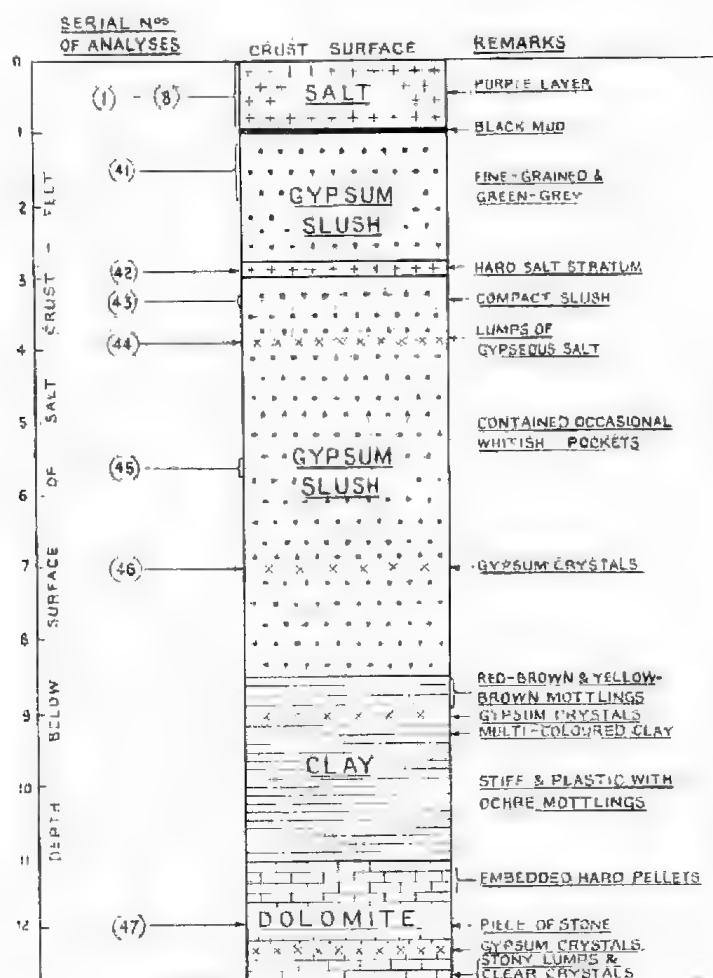 SERIAL Nos
OF ANALYSES
CRUST SURFACE
REMARKS
0
(1) - (8)
SALT
PURPLE LAYER
1
BLACK MUD
(41)
FINE-GRAINED &
GREEN-GREY
2
GYPSUM
SLUSH
(42)
HARD SALT STRATUM
3
(43)
COMPACT SLUSH
LUMPS OF
GYPSEOUS SALT
4
(44)
5
CONTAINED OCCASIONAL
WHITISH POCKETS
(45)
GYPSUM
SLUSH
6
7
(46)
GYPSUM CRYSTALS
8
RED-BROWN & YELLOW-
BROWN MOTTLINGS
9
GYPSUM CRYSTALS
MULTI-COLOURED CLAY
CLAY
10
STIFF & PLASTIC WITH
OCHRE MOTTLINGS
11
EMBEDDED HARD PELLETS
12
(47)
DOLOMITE
PIECE OF STONE
GYPSUM CRYSTALS
STONY LUMPS &
CLEAR CRYSTALS
DEPTH BELOW SURFACE OF SALT CRUST - FEET